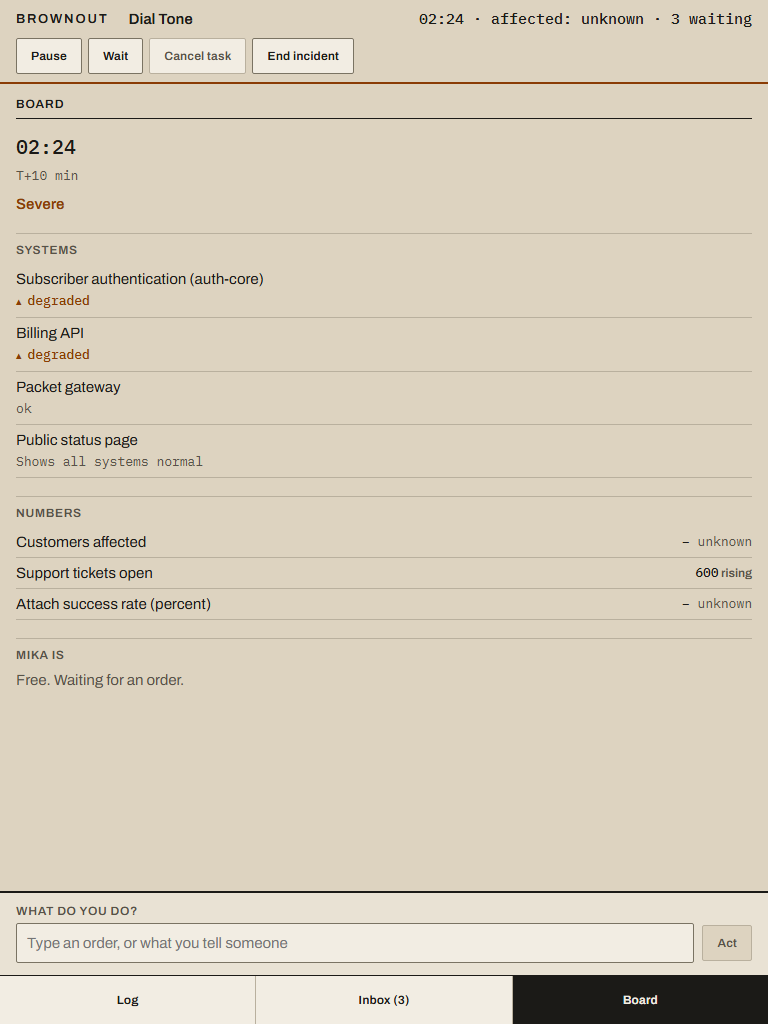 BROWNOUT Dial Tone 02:24 · affected: unknown · 3 waiting
Pause Wait Cancel task End incident
BOARD
02:24
T+10 min
Severe
SYSTEMS
Subscriber authentication (auth-core)
▲ degraded
Billing API
▲ degraded
Packet gateway
ok
Public status page
Shows all systems normal
NUMBERS
Customers affected – unknown
Support tickets open 600 rising
Attach success rate (percent) – unknown
MIKA IS
Free. Waiting for an order.
WHAT DO YOU DO?
Type an order, or what you tell someone Act
Log Inbox (3) Board